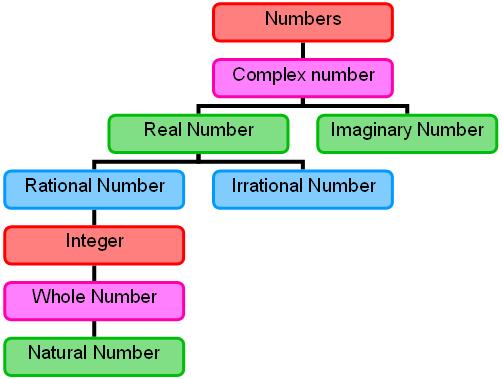 Numbers
Complex number
Real Number
Imaginary Number
Rational Number
Irrational Number
Integer
Whole Number
Natural Number